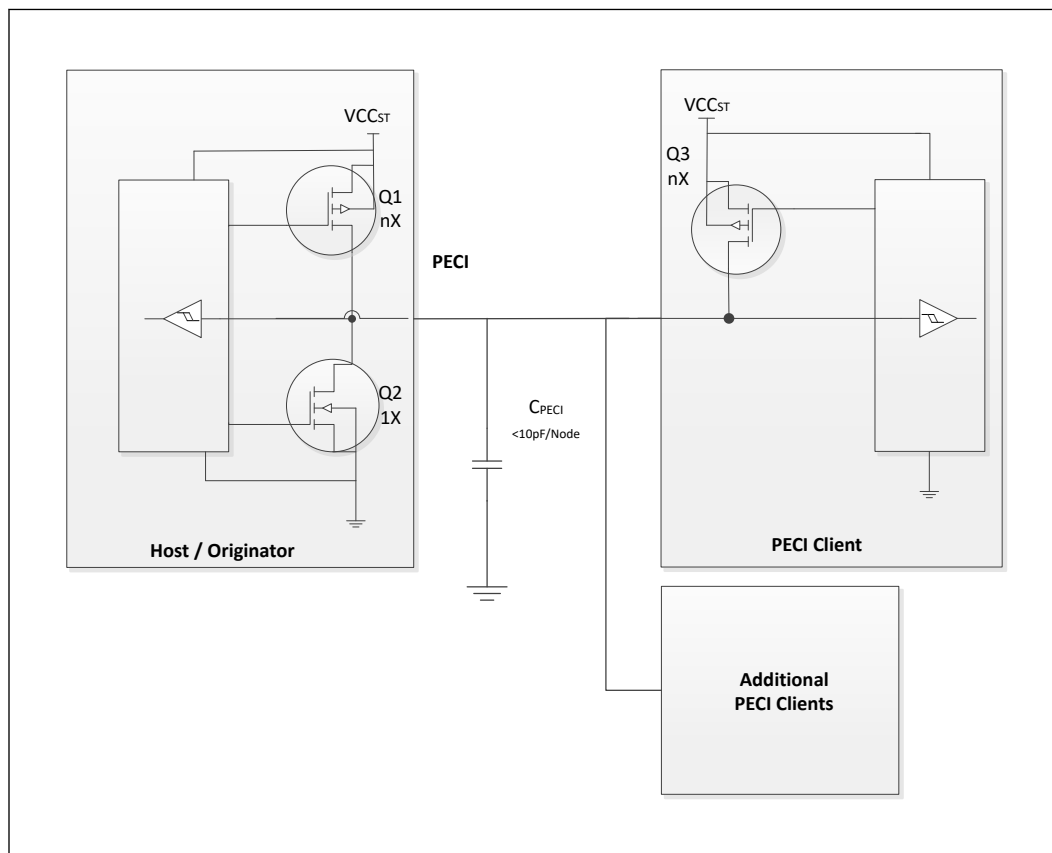 VCCST
Q1
nX
Q2
1X
Host / Originator
PECI
CPECI
<10pF/Node
VCCST
Q3
nX
PECI Client
Additional
PECI Clients